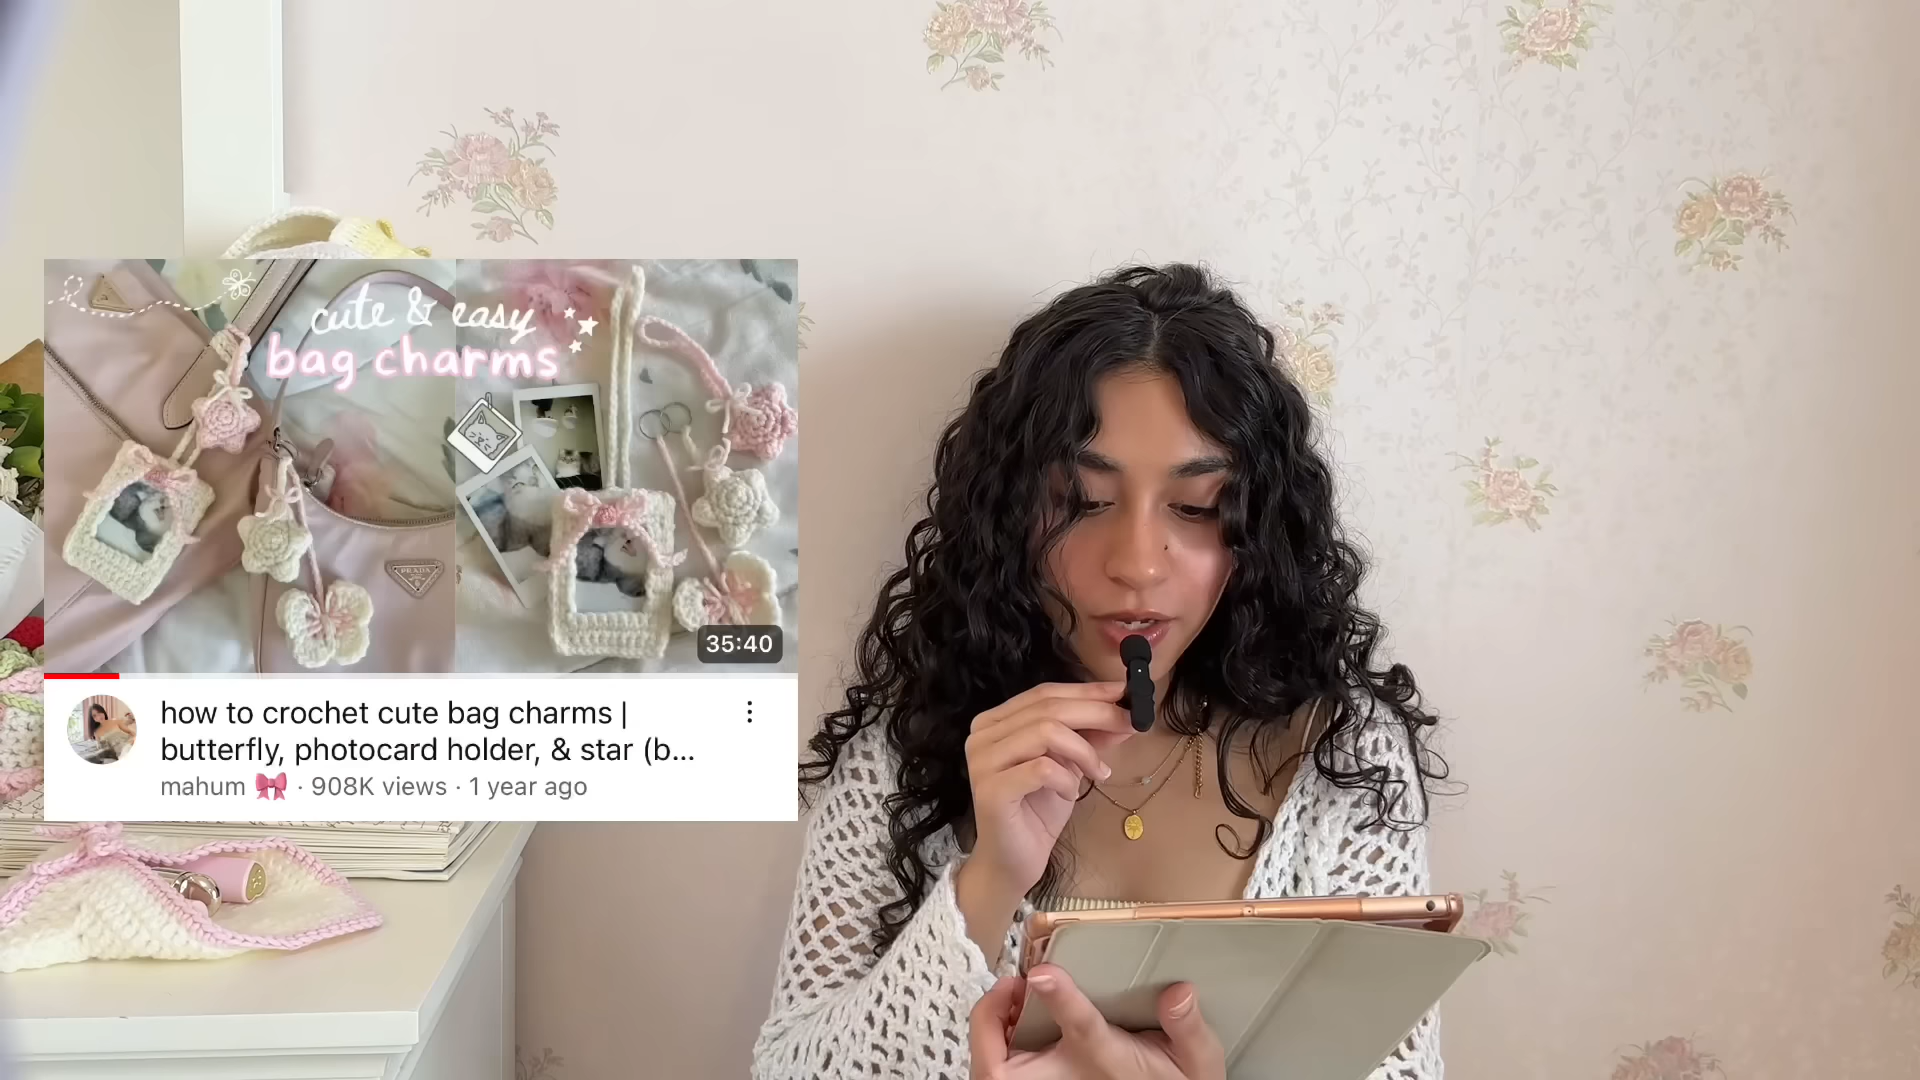 cute & easy
bag charms
PRADA
35:40
how to crochet cute bag charms |
butterfly, photocard holder, & star (b...
mahum 🎀 · 908K views · 1 year ago